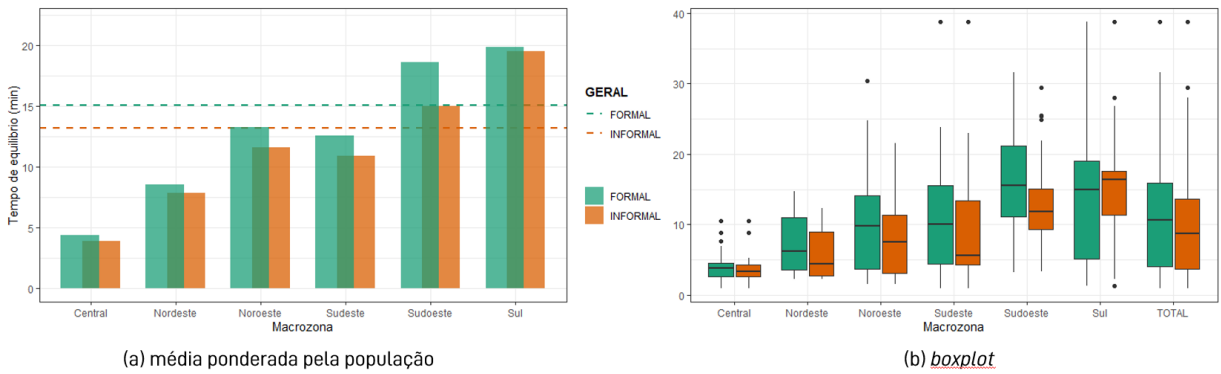 Tempo de equilíbrio (min)
20
15
10
5
0
Central
Nordeste
Noroeste
Sudeste
Sudoeste
Sul
Macrozona
GERAL
FORMAL
INFORMAL
FORMAL
INFORMAL
40
30
20
10
0
Central
Nordeste
Noroeste
Sudeste
Sudoeste
Sul
TOTAL
Macrozona
(a) média ponderada pela população
(b) boxplot